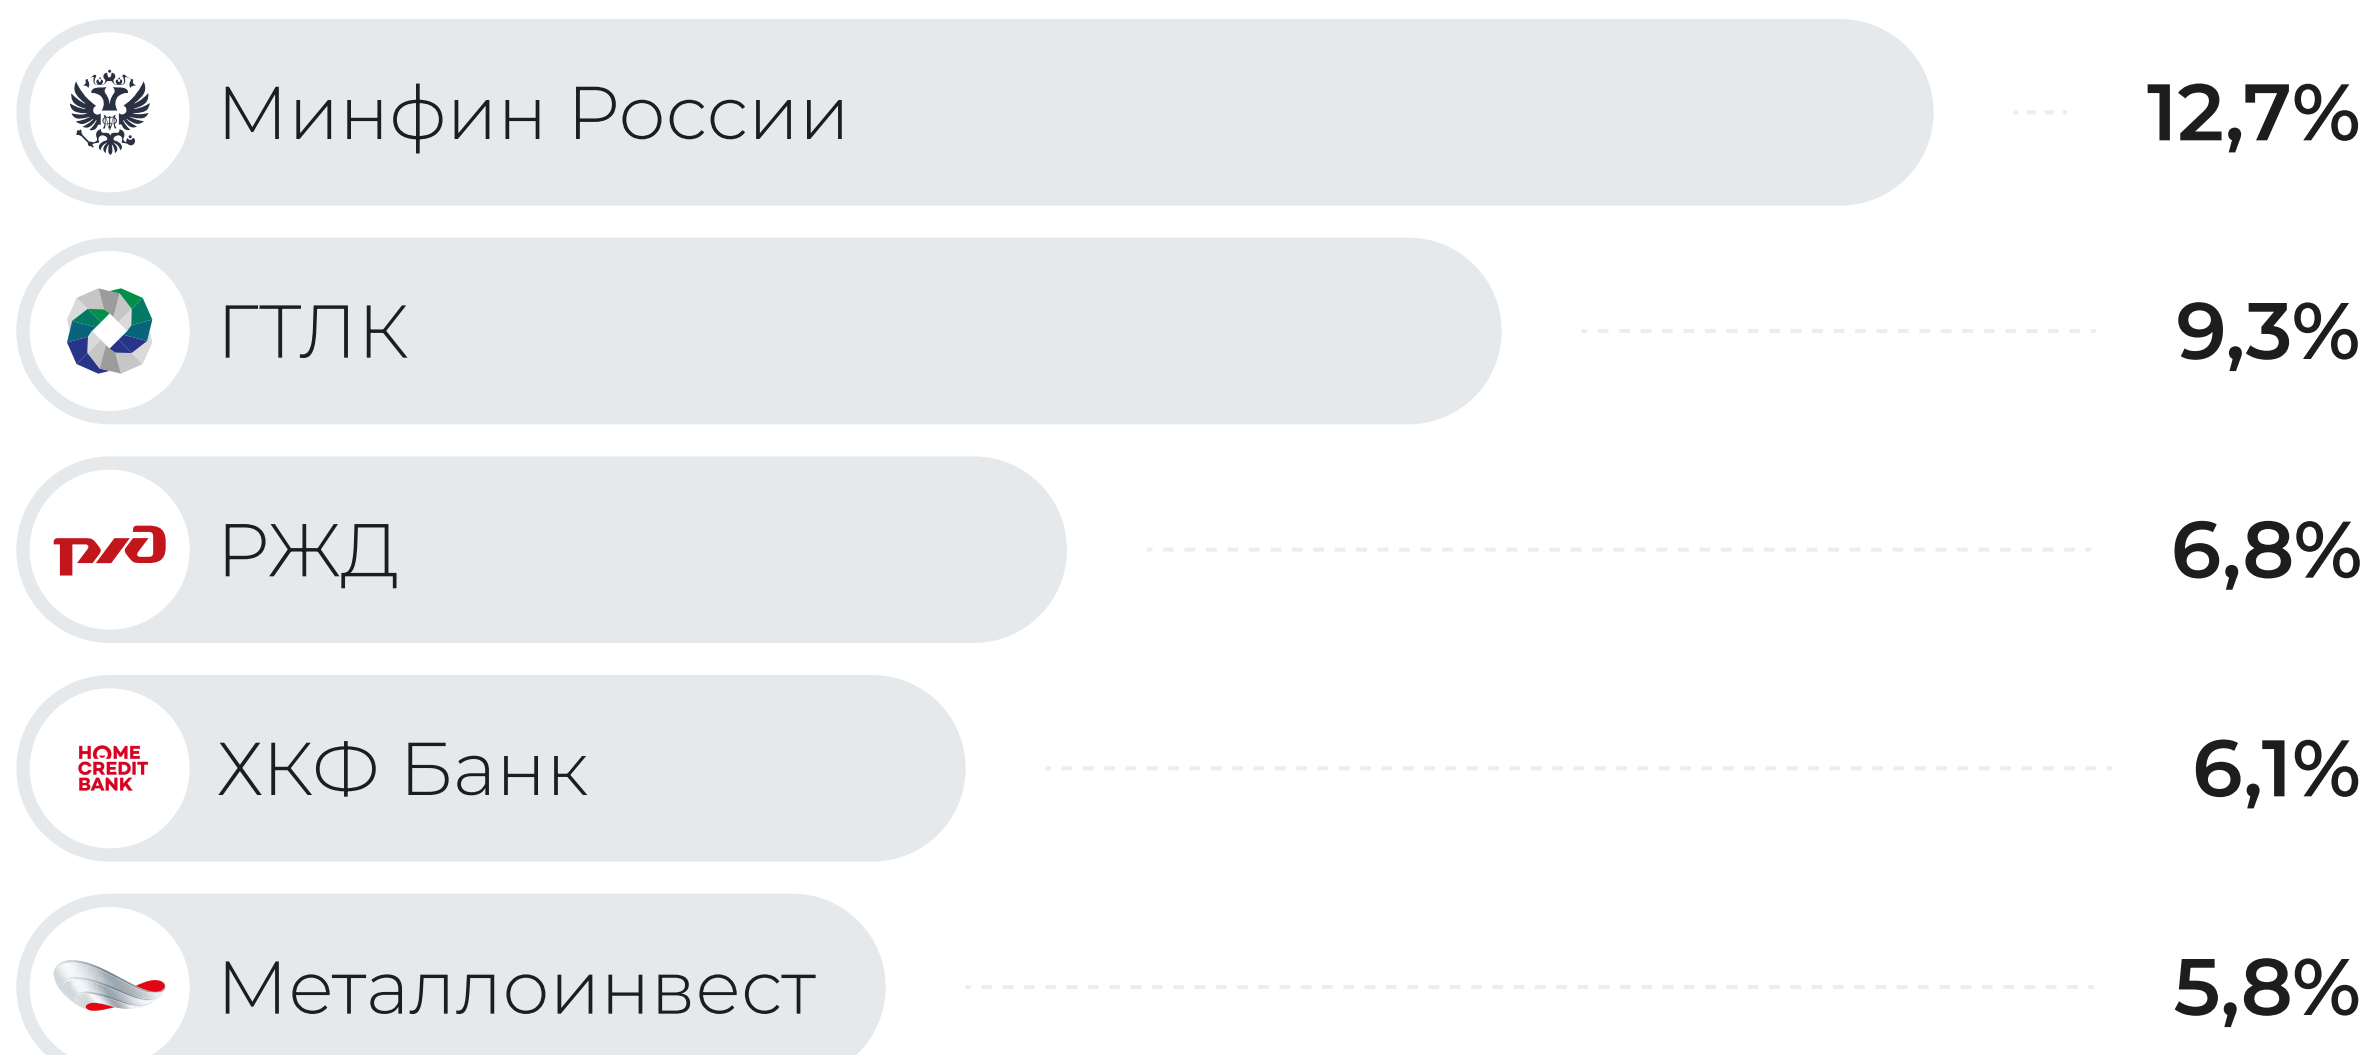 Минфин России 12,7%
ГТЛК 9,3%
РЖД РЖД 6,8%
HOME
CREDIT
BANK
ХКФ Банк 6,1%
Металлоинвест 5,8%